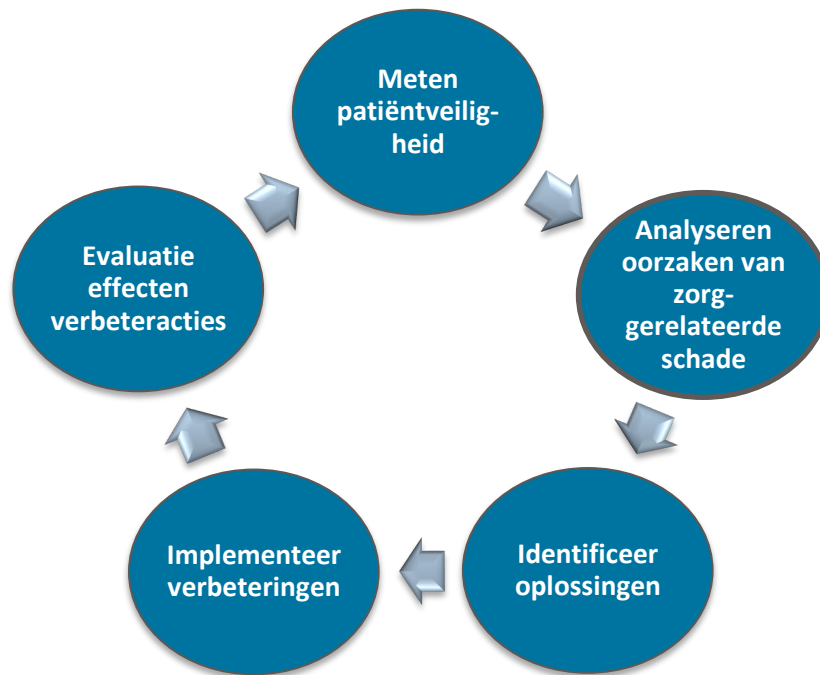 Meten
patiëntveilig-
heid
Analyseren
oorzaken van
zorg-
gerelateerde
schade
Identificeer
oplossingen
Implementeer
verbeteringen
Evaluatie
effecten
verbeteracties